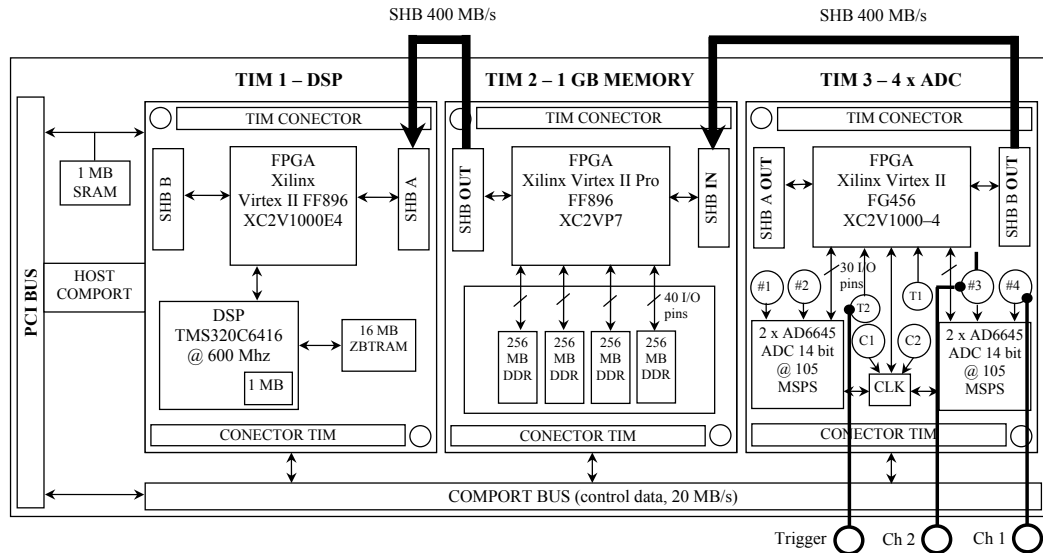 SHB 400 MB/s
SHB 400 MB/s
TIM 1 – DSP
TIM 2 – 1 GB MEMORY
TIM 3 – 4 x ADC
PCI BUS
1 MB
SRAM
HOST
COMPORT
TIM CONECTOR
SHB B
FPGA
Xilinx
Virtex II FF896
XC2V1000E4
SHB A
DSP
TMS320C6416
@ 600 Mhz
1 MB
16 MB
ZBTRAM
CONECTOR TIM
TIM CONECTOR
SHB OUT
FPGA
Xilinx Virtex II Pro
FF896
XC2VP7
SHB IN
40 I/O
pins
256
MB
DDR
256
MB
DDR
256
MB
DDR
256
MB
DDR
CONECTOR TIM
TIM CONECTOR
SHB A OUT
FPGA
Xilinx Virtex II
FG456
XC2V1000–4
SHB B OUT
30 I/O
pins
#1
#2
T2
T1
#3
#4
C1
C2
2 x AD6645
ADC 14 bit
@ 105
MSPS
CLK
2 x AD6645
ADC 14 bit
@ 105
MSPS
CONECTOR TIM
COMPORT BUS (control data, 20 MB/s)
Trigger
Ch 2
Ch 1